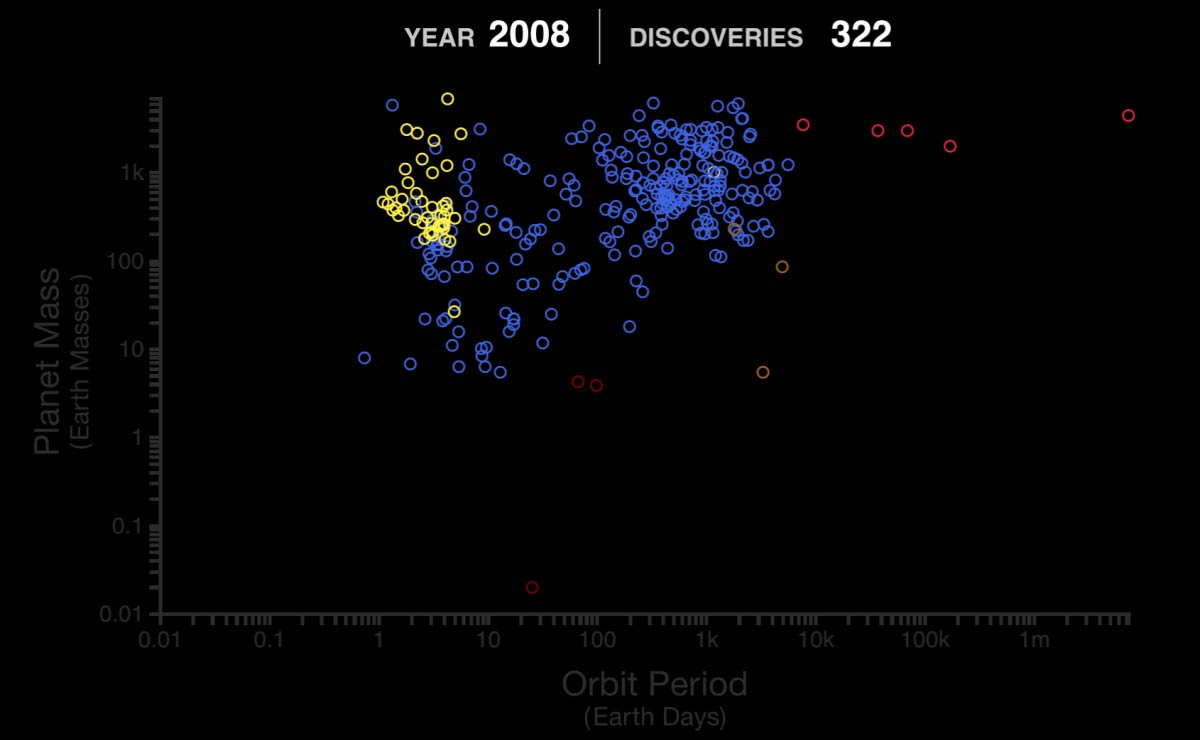 YEAR 2008 DISCOVERIES 322
1k
100
10
1
0.1
0.01
Planet Mass
(Earth Masses)
0.01 0.1 1 10 100 1k 10k 100k 1m
Orbit Period
(Earth Days)